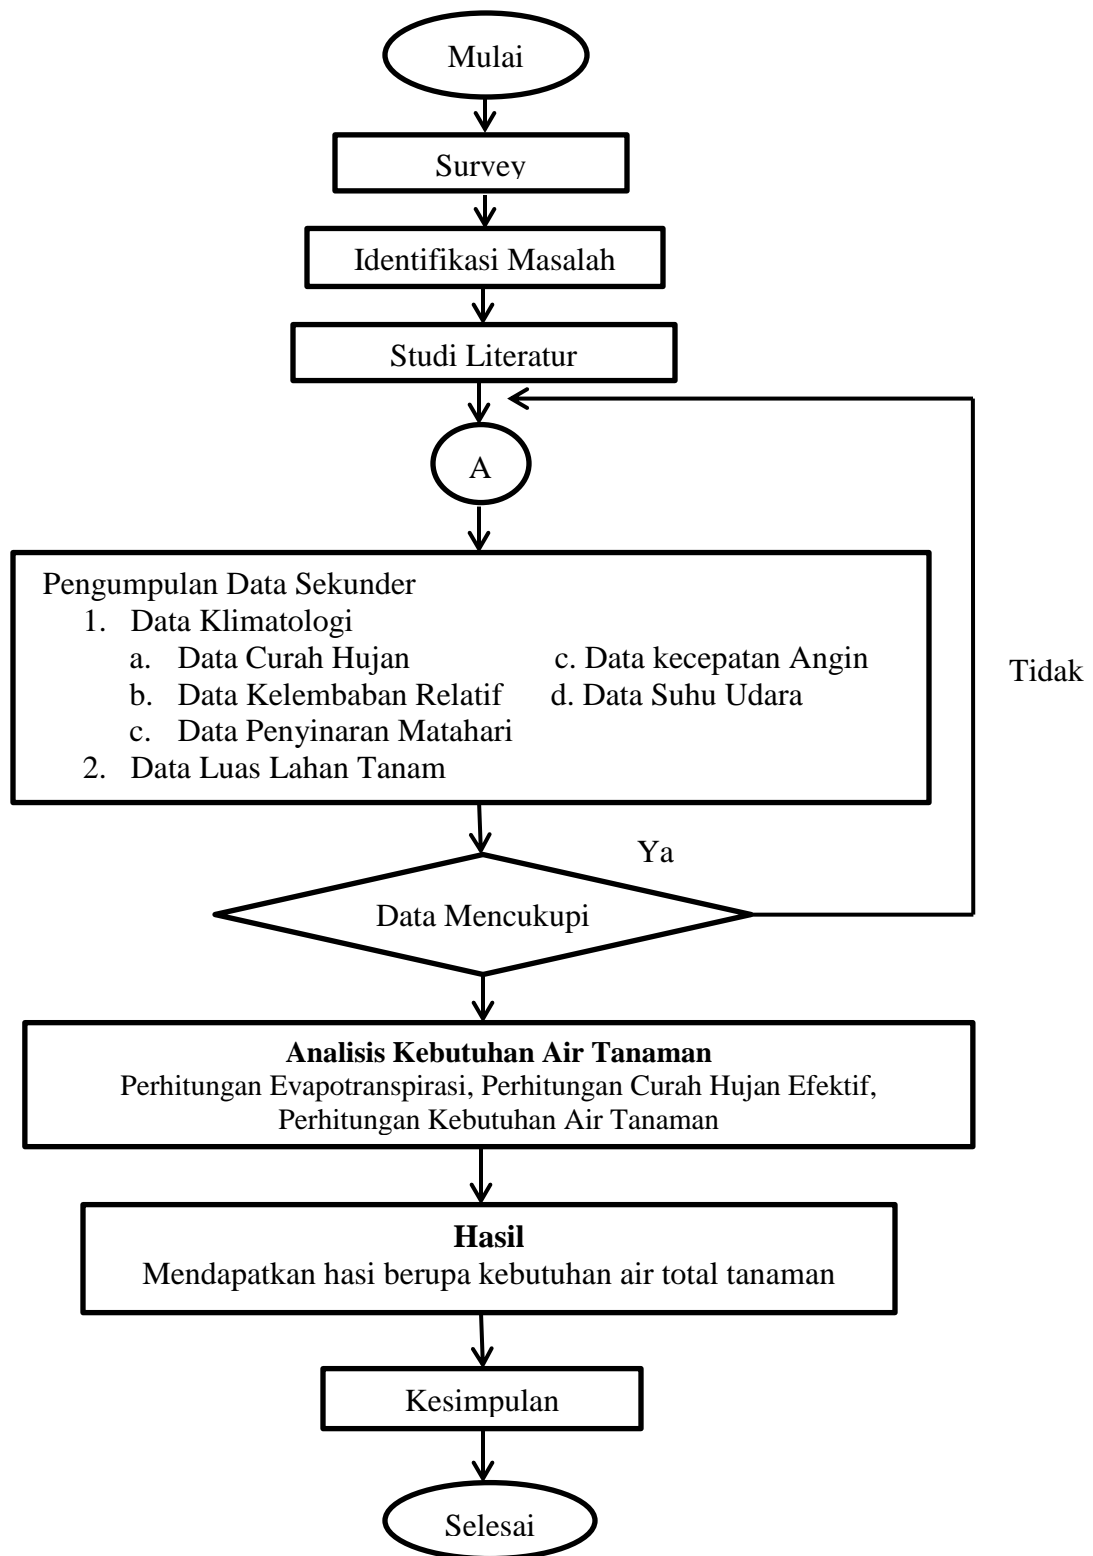 Mulai
Survey
Identifikasi Masalah
Studi Literatur
A
Pengumpulan Data Sekunder
1. Data Klimatologi
a. Data Curah Hujan c. Data kecepatan Angin
b. Data Kelembaban Relatif d. Data Suhu Udara
c. Data Penyinaran Matahari
2. Data Luas Lahan Tanam
Tidak
Ya
Data Mencukupi
Analisis Kebutuhan Air Tanaman
Perhitungan Evapotranspirasi, Perhitungan Curah Hujan Efektif,
Perhitungan Kebutuhan Air Tanaman
Hasil
Mendapatkan hasi berupa kebutuhan air total tanaman
Kesimpulan
Selesai